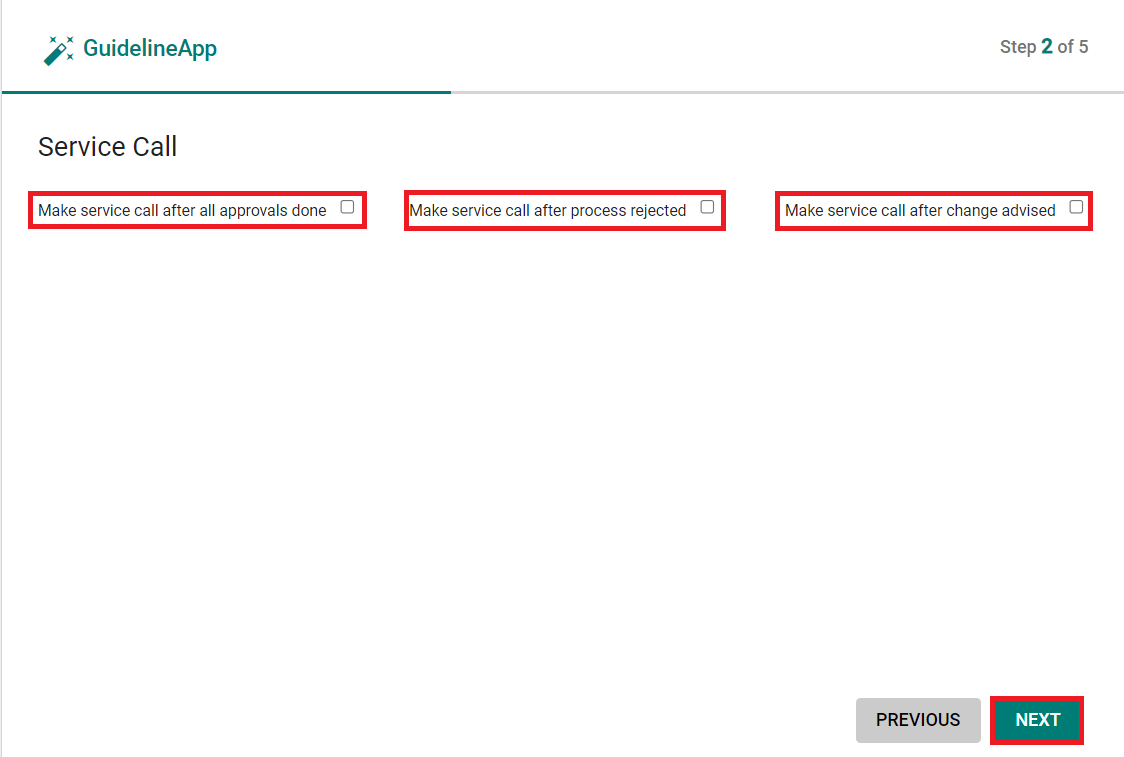 GuidelineApp
Step 2 of 5
Service Call
Make service call after all approvals done
Make service call after process rejected
Make service call after change advised
PREVIOUS
NEXT